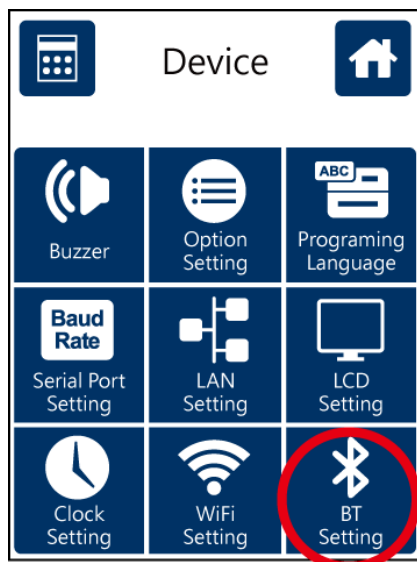 Device
Buzzer
Option
Setting
ABC
Programing
Language
Baud
Rate
Serial Port
Setting
LAN
Setting
LCD
Setting
Clock
Setting
WiFi
Setting
BT
Setting